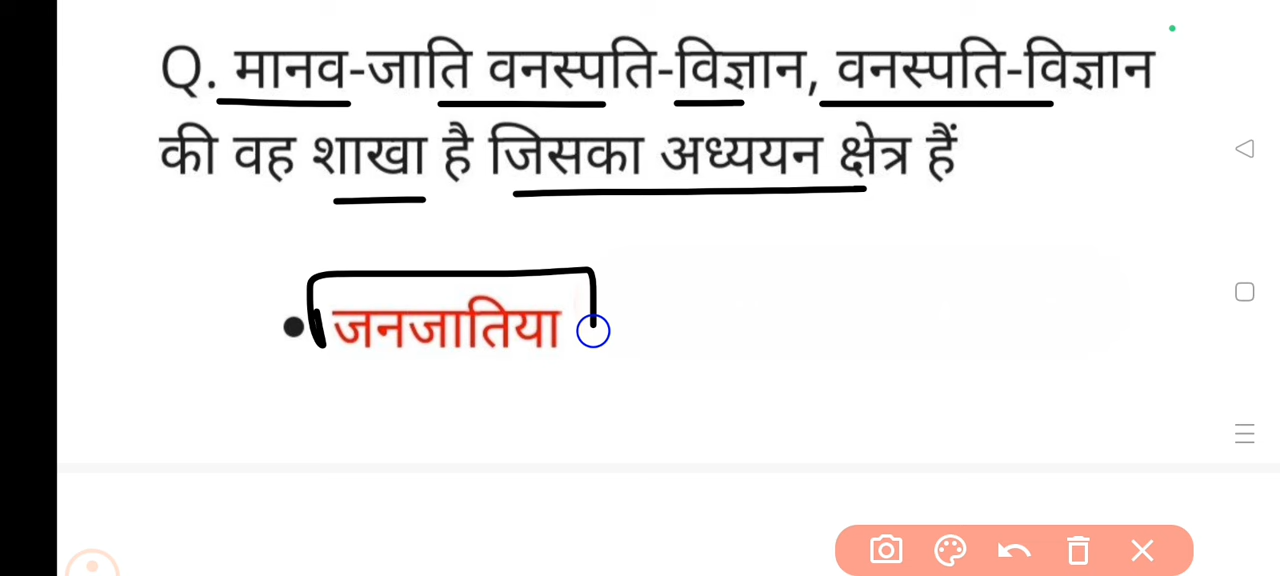 Q. मानव-जाति वनस्पति-विज्ञान, वनस्पति-विज्ञान
की वह शाखा है जिसका अध्ययन क्षेत्र हैं
• जनजातिया